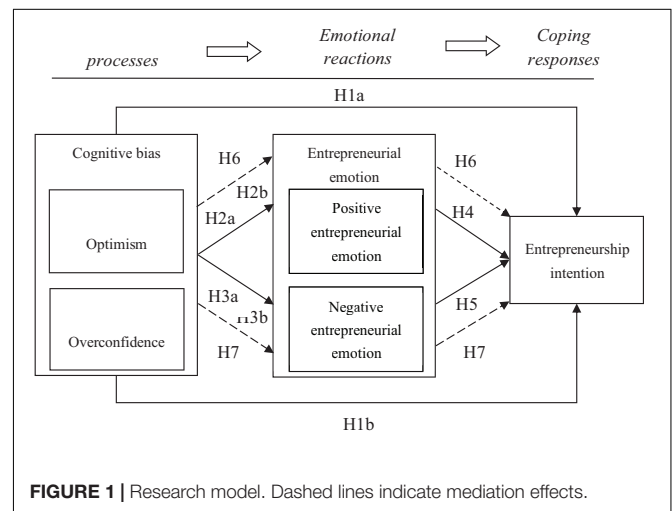 processes
Emotional
reactions
Coping
responses
H1a
Cognitive bias
Optimism
Overconfidence
H6
H2b
H2a
H3a
H3b
H7
Entrepreneurial
emotion
Positive
entrepreneurial
emotion
Negative
entrepreneurial
emotion
H6
H4
H5
H7
Entrepreneurship
intention
H1b
FIGURE 1 | Research model. Dashed lines indicate mediation effects.